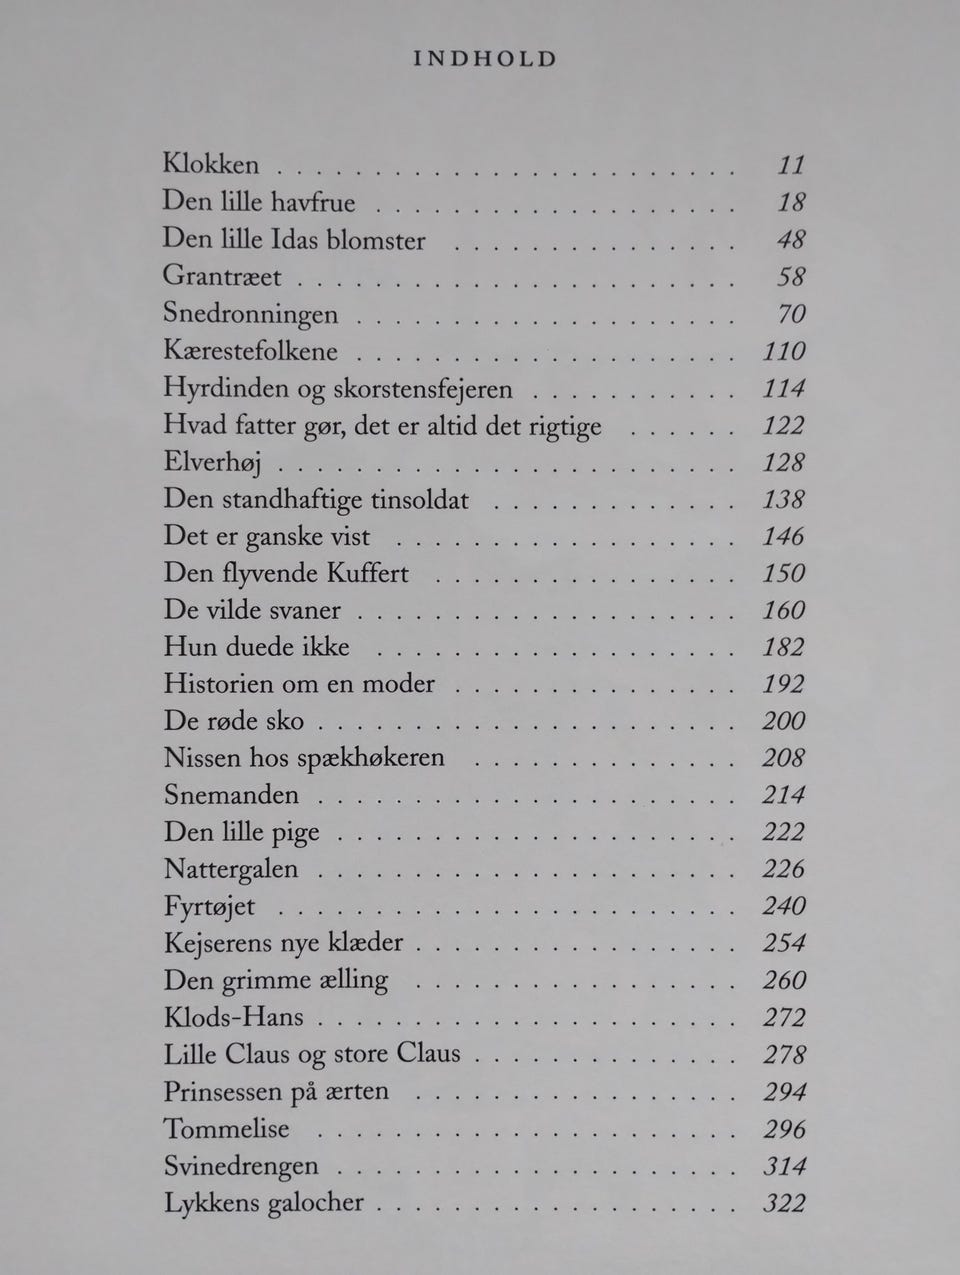 INDHOLD
Klokken . . . . . . . . . . . . . . . . . . . . . . . . 11
Den lille havfrue . . . . . . . . . . . . . . . . . . . 18
Den lille Idas blomster . . . . . . . . . . . . . . . 48
Grantræet . . . . . . . . . . . . . . . . . . . . . . . 58
Snedronningen . . . . . . . . . . . . . . . . . . . . 70
Kærestefolkene . . . . . . . . . . . . . . . . . . . . 110
Hyrdinden og skorstensfejeren . . . . . . . . . . . 114
Hvad fatter gør, det er altid det rigtige . . . . . . 122
Elverhøj . . . . . . . . . . . . . . . . . . . . . . . . 128
Den standhaftige tinsoldat . . . . . . . . . . . . . 138
Det er ganske vist . . . . . . . . . . . . . . . . . . 146
Den flyvende Kuffert . . . . . . . . . . . . . . . . 150
De vilde svaner . . . . . . . . . . . . . . . . . . . . 160
Hun duede ikke . . . . . . . . . . . . . . . . . . . 182
Historien om en moder . . . . . . . . . . . . . . . 192
De røde sko . . . . . . . . . . . . . . . . . . . . . . 200
Nissen hos spækhøkeren . . . . . . . . . . . . . . 208
Snemanden . . . . . . . . . . . . . . . . . . . . . . 214
Den lille pige . . . . . . . . . . . . . . . . . . . . . 222
Nattergalen . . . . . . . . . . . . . . . . . . . . . . 226
Fyrtøjet . . . . . . . . . . . . . . . . . . . . . . . . 240
Kejserens nye klæder . . . . . . . . . . . . . . . . . 254
Den grimme ælling . . . . . . . . . . . . . . . . . 260
Klods-Hans . . . . . . . . . . . . . . . . . . . . . . 272
Lille Claus og store Claus . . . . . . . . . . . . . . 278
Prinsessen på ærten . . . . . . . . . . . . . . . . . 294
Tommelise . . . . . . . . . . . . . . . . . . . . . . 296
Svinedrengen . . . . . . . . . . . . . . . . . . . . . 314
Lykkens galocher . . . . . . . . . . . . . . . . . . . 322